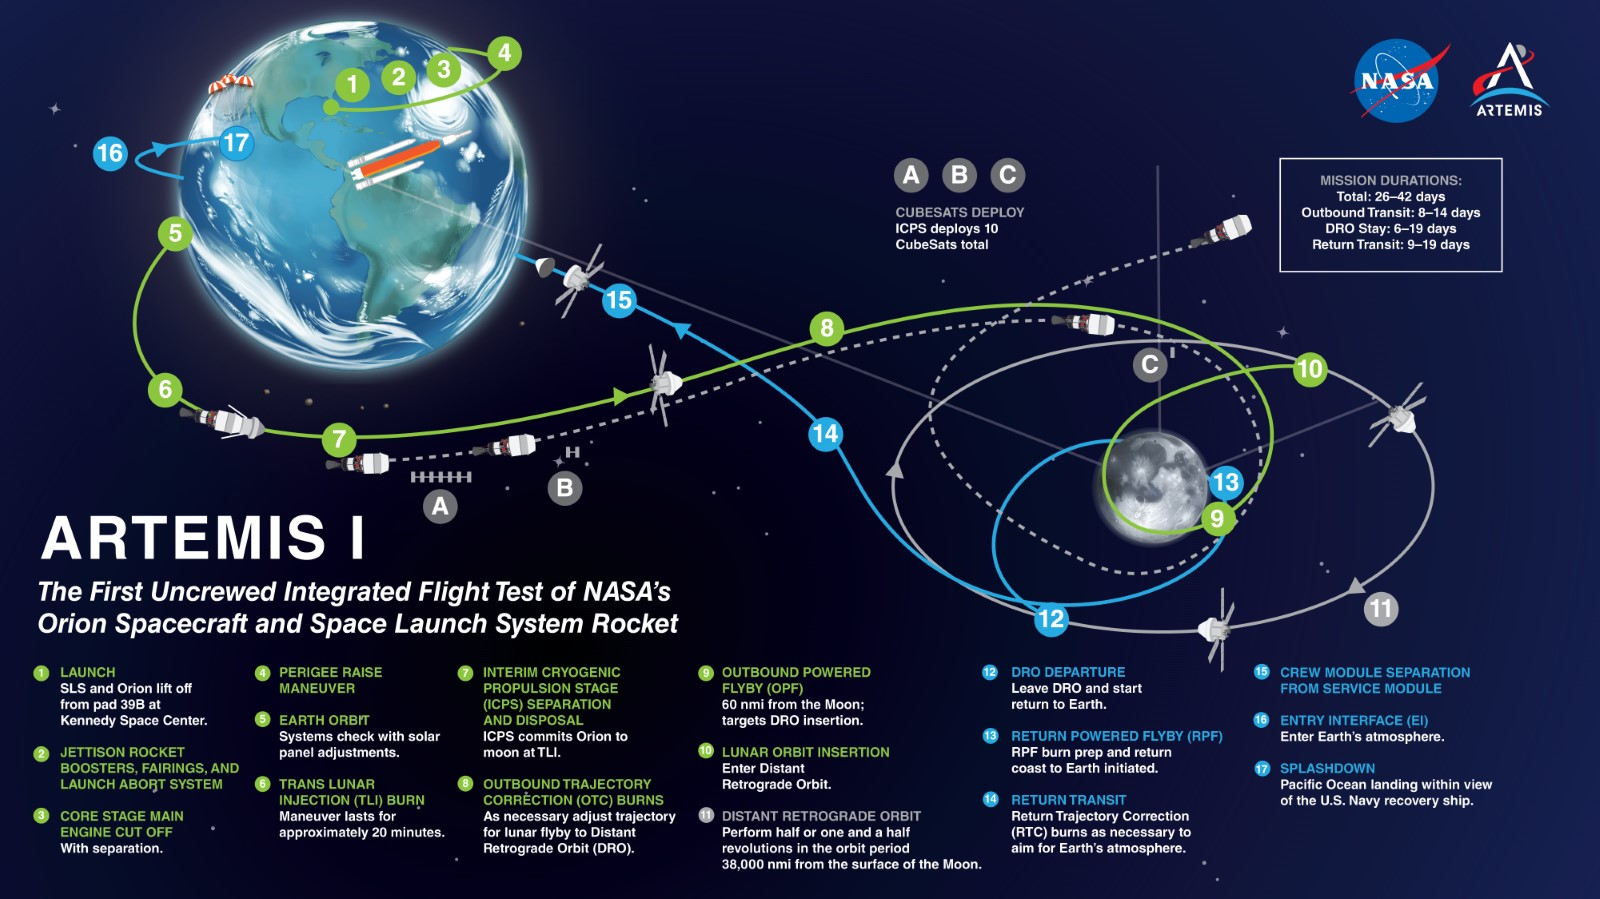 1
2
3
4
NASA
ARTEMIS
16
17
5
A
B
C
CUBESATS DEPLOY
ICPS deploys 10
CubeSats total
MISSION DURATIONS:
Total: 26–42 days
Outbound Transit: 8–14 days
DRO Stay: 6–19 days
Return Transit: 9–19 days
15
8
C
10
6
7
14
A
B
13
9
12
11
ARTEMIS I
The First Uncrewed Integrated Flight Test of NASA's
Orion Spacecraft and Space Launch System Rocket
1 LAUNCH
SLS and Orion lift off
from pad 39B at
Kennedy Space Center.
2 JETTISON ROCKET
BOOSTERS, FAIRINGS, AND
LAUNCH ABORT SYSTEM
3 CORE STAGE MAIN
ENGINE CUT OFF
With separation.
4 PERIGEE RAISE
MANEUVER
5 EARTH ORBIT
Systems check with solar
panel adjustments.
6 TRANS LUNAR
INJECTION (TLI) BURN
Maneuver lasts for
approximately 20 minutes.
7 INTERIM CRYOGENIC
PROPULSION STAGE
(ICPS) SEPARATION
AND DISPOSAL
ICPS commits Orion to
moon at TLI.
8 OUTBOUND TRAJECTORY
CORRECTION (OTC) BURNS
As necessary adjust trajectory
for lunar flyby to Distant
Retrograde Orbit (DRO).
9 OUTBOUND POWERED
FLYBY (OPF)
60 nmi from the Moon;
targets DRO insertion.
10 LUNAR ORBIT INSERTION
Enter Distant
Retrograde Orbit.
11 DISTANT RETROGRADE ORBIT
Perform half or one and a half
revolutions in the orbit period
38,000 nmi from the surface of the Moon.
12 DRO DEPARTURE
Leave DRO and start
return to Earth.
13 RETURN POWERED FLYBY (RPF)
RPF burn prep and return
coast to Earth initiated.
14 RETURN TRANSIT
Return Trajectory Correction
(RTC) burns as necessary to
aim for Earth's atmosphere.
15 CREW MODULE SEPARATION
FROM SERVICE MODULE
16 ENTRY INTERFACE (EI)
Enter Earth's atmosphere.
17 SPLASHDOWN
Pacific Ocean landing within view
of the U.S. Navy recovery ship.